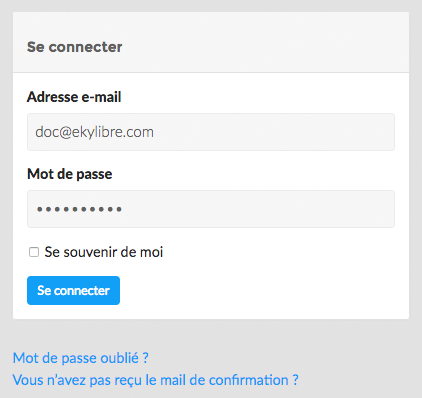 Se connecter
Adresse e-mail
doc@ekylibre.com
Mot de passe
••••••••••
Se souvenir de moi
Se connecter
Mot de passe oublié ?
Vous n'avez pas reçu le mail de confirmation ?